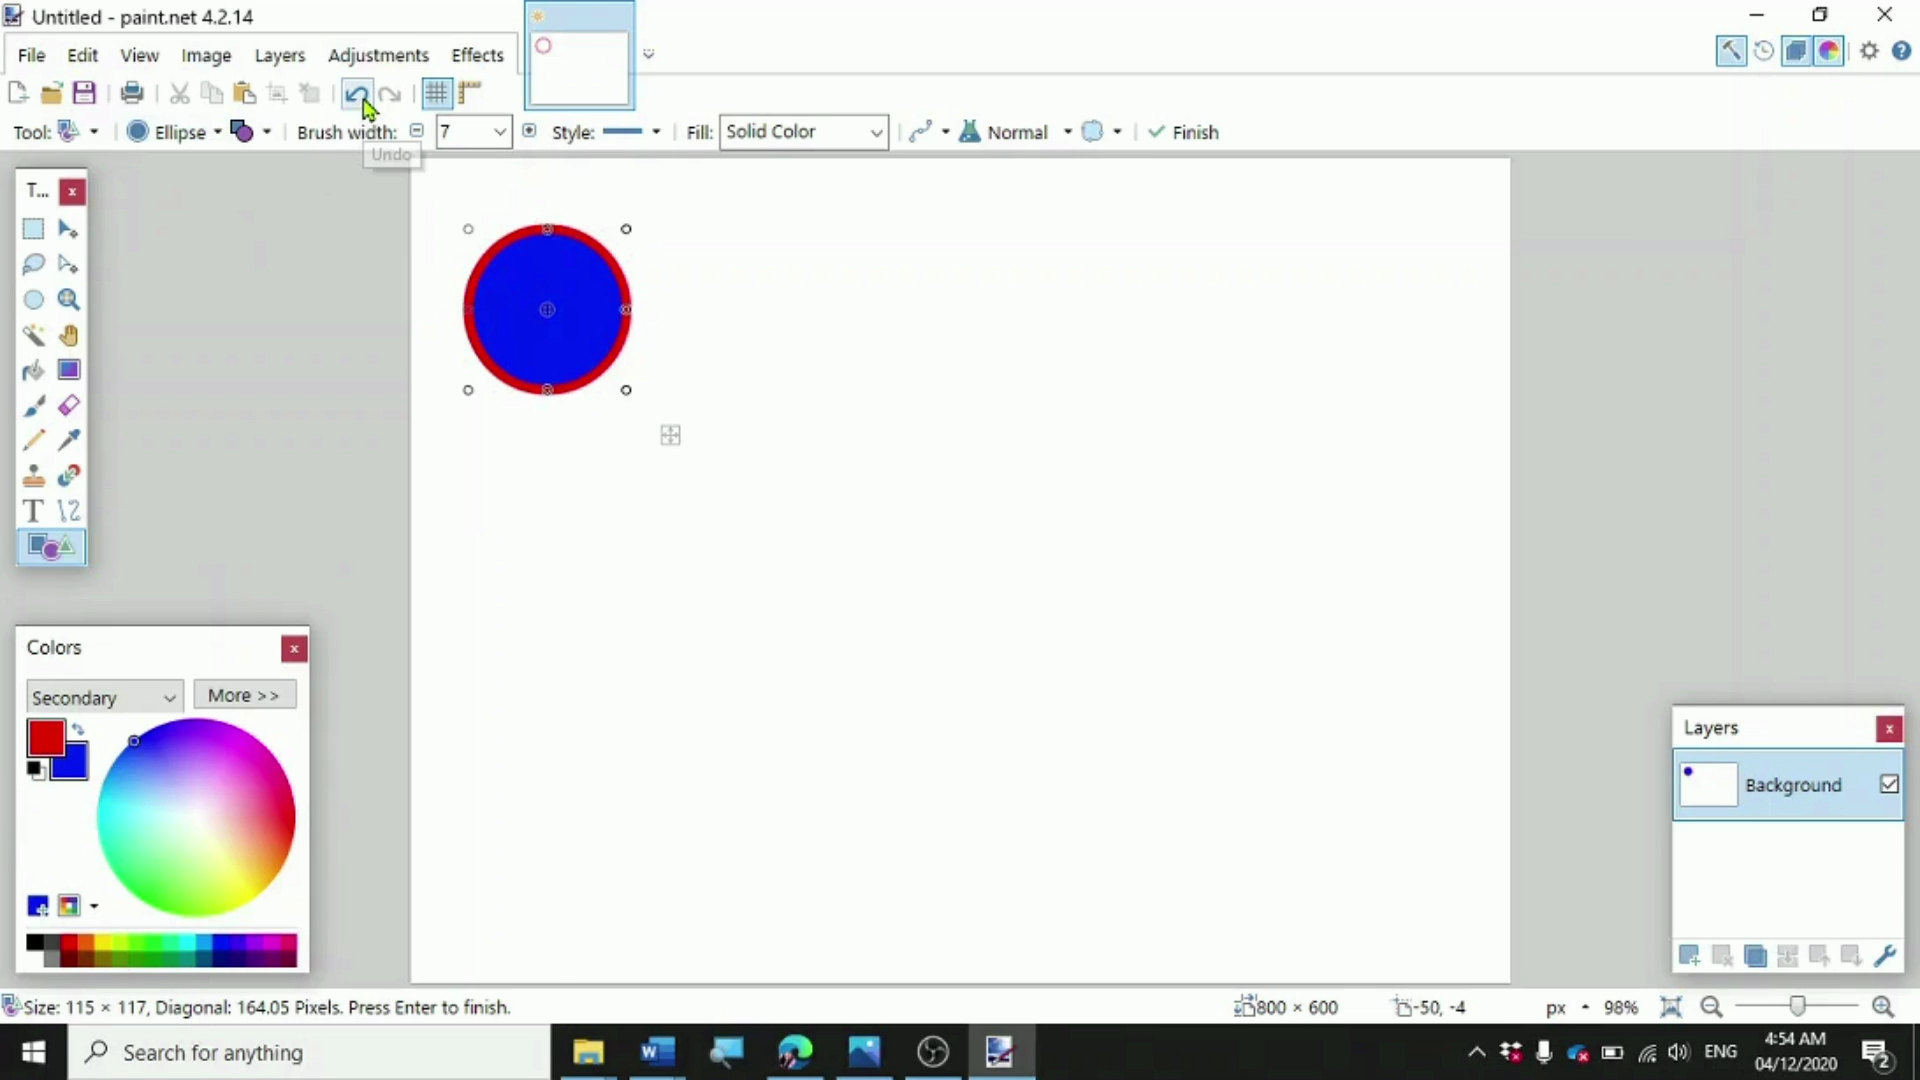 Untitled - paint.net 4.2.14
File Edit View Image Layers Adjustments Effects
Tool: Ellipse Brush width: 7 Style: Fill: Solid Color Normal Finish
Undo
T... x
Colors x
Secondary More >>
Layers x
Background
Size: 115 × 117, Diagonal: 164.05 Pixels. Press Enter to finish. 800 × 600 -50, -4 px 98%
Search for anything ENG 4:54 AM
04/12/2020 2